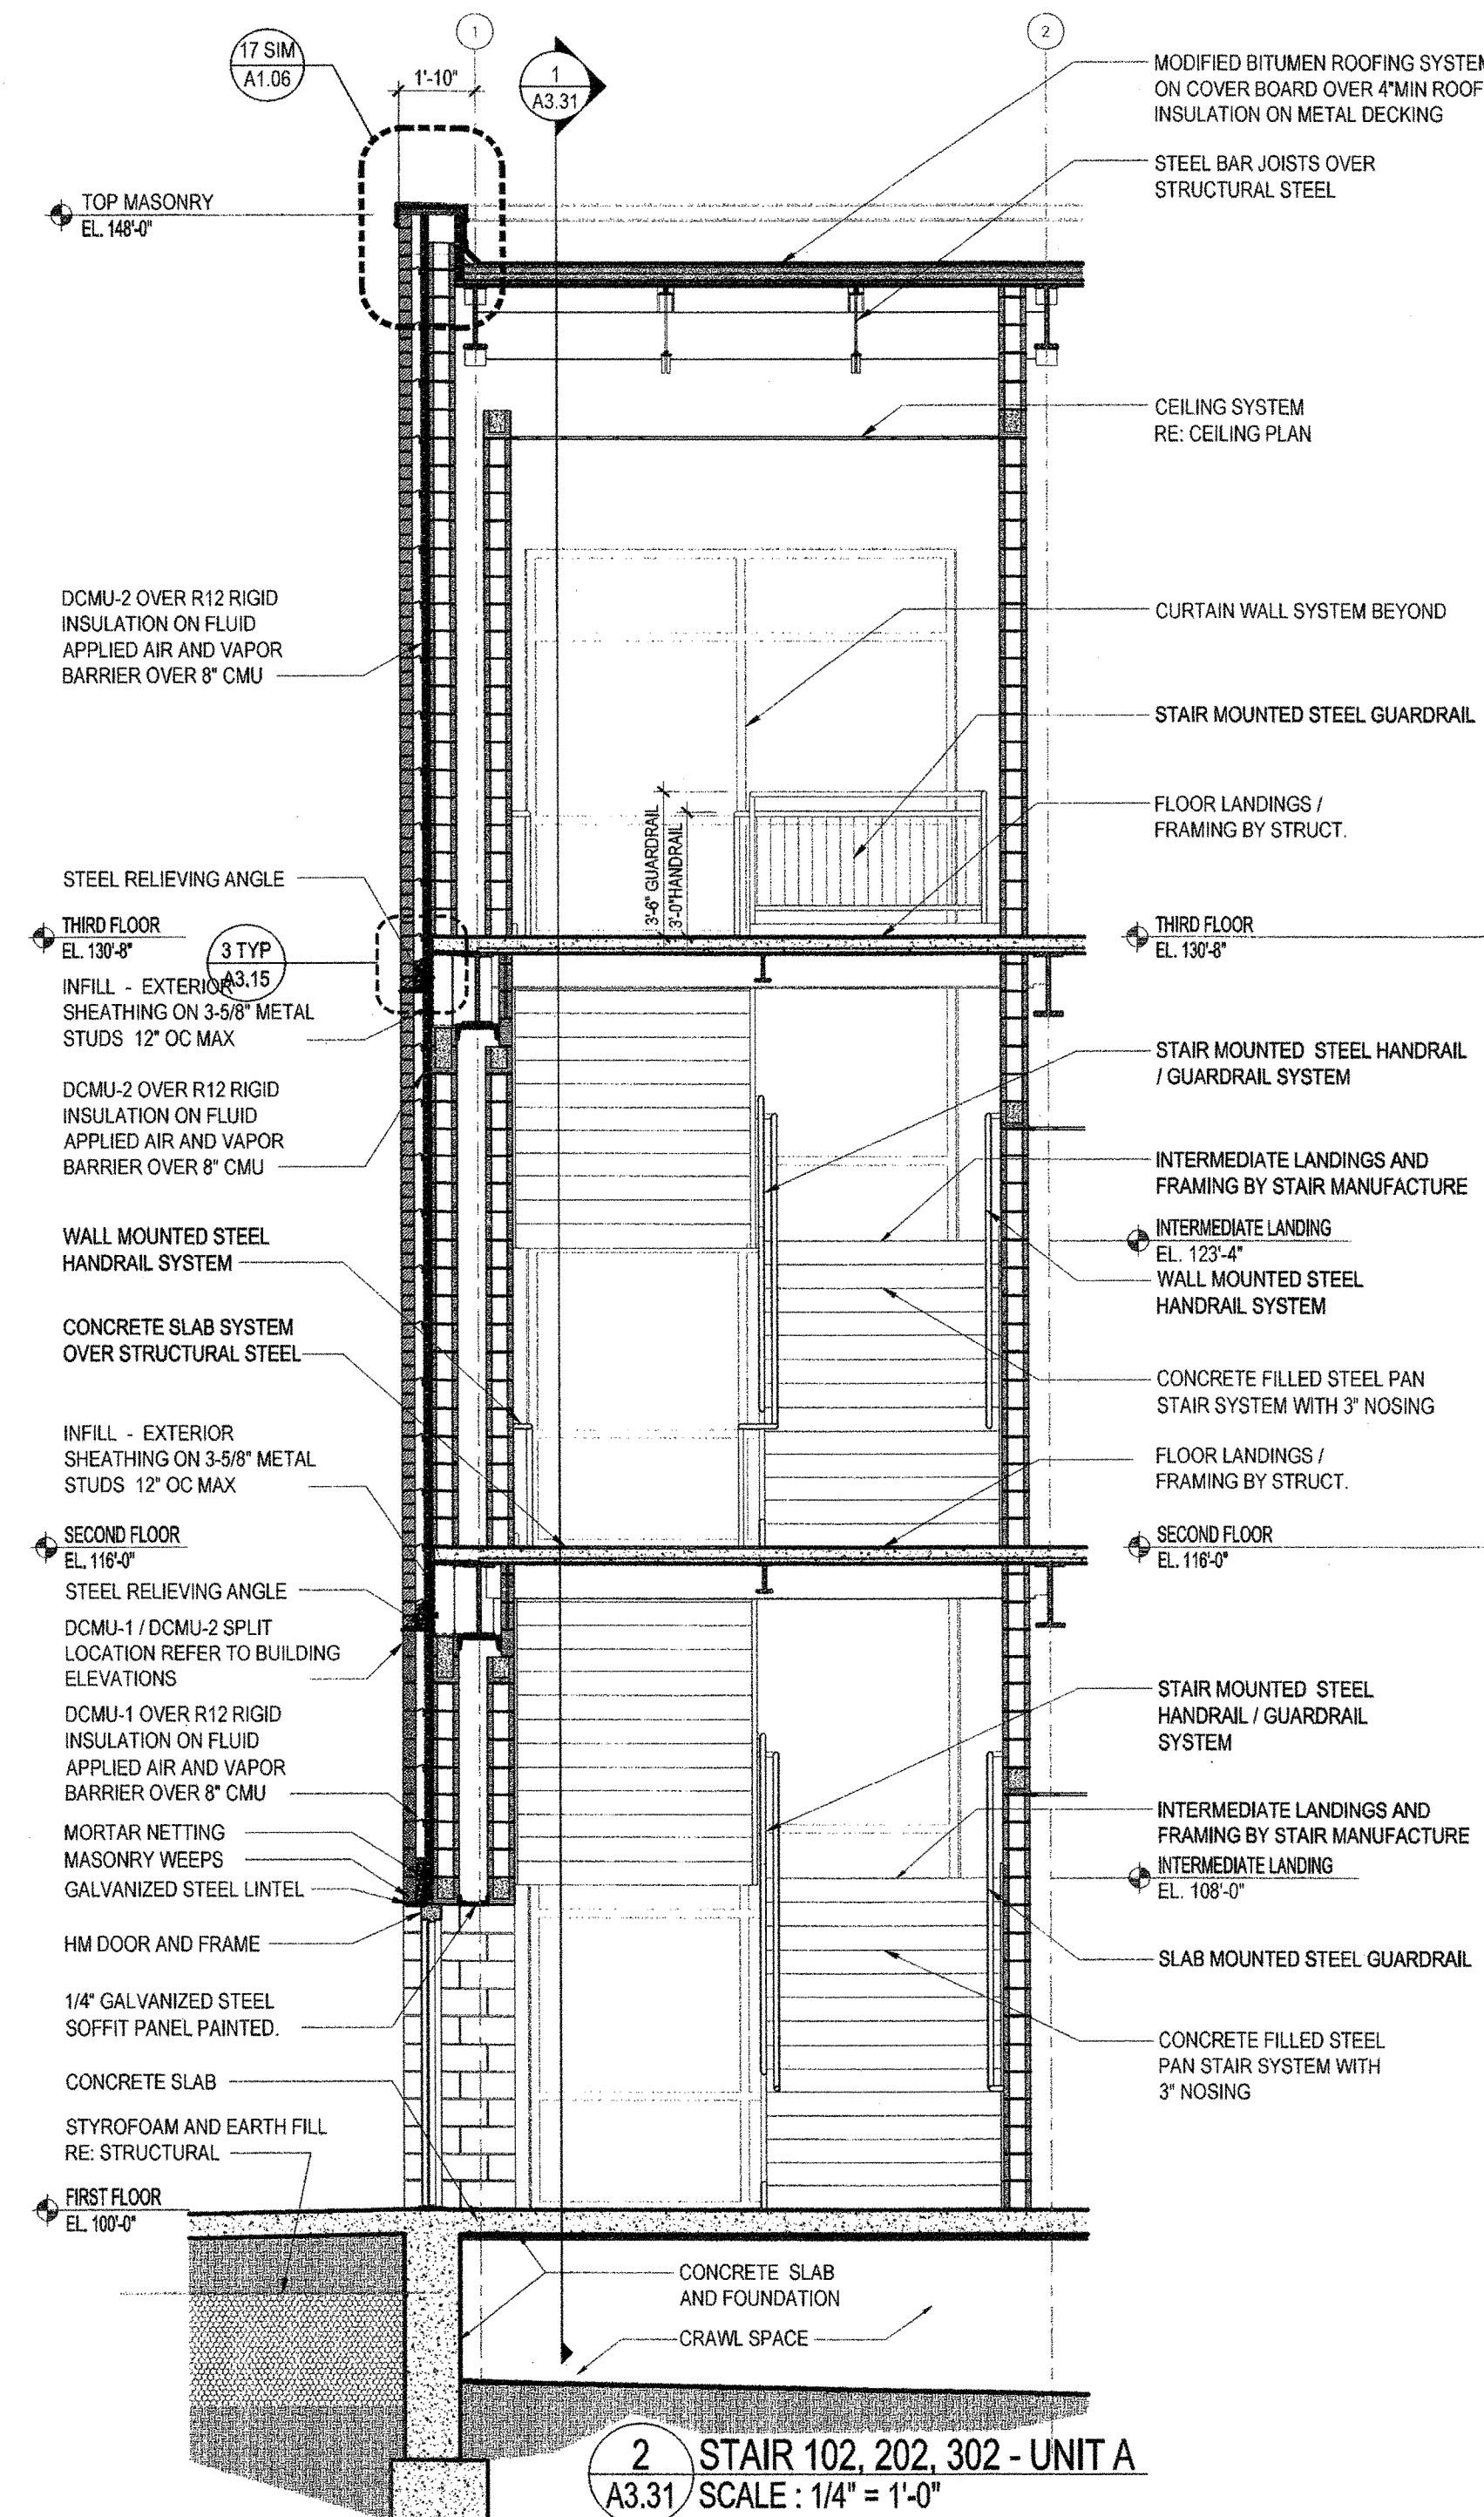 17 SIM
A1.06
1'-10"
1
1
A3.31
2
MODIFIED BITUMEN ROOFING SYSTEM
ON COVER BOARD OVER 4"MIN ROOF
INSULATION ON METAL DECKING
STEEL BAR JOISTS OVER
STRUCTURAL STEEL
TOP MASONRY
EL. 148'-0"
CEILING SYSTEM
RE: CEILING PLAN
DCMU-2 OVER R12 RIGID
INSULATION ON FLUID
APPLIED AIR AND VAPOR
BARRIER OVER 8" CMU
CURTAIN WALL SYSTEM BEYOND
STAIR MOUNTED STEEL GUARDRAIL
3'-6" GUARDRAIL
3'-0"HANDRAIL
FLOOR LANDINGS /
FRAMING BY STRUCT.
STEEL RELIEVING ANGLE
THIRD FLOOR
EL. 130'-8"
3 TYP
A3.15
THIRD FLOOR
EL. 130'-8"
INFILL - EXTERIOR
SHEATHING ON 3-5/8" METAL
STUDS 12" OC MAX
STAIR MOUNTED STEEL HANDRAIL
/ GUARDRAIL SYSTEM
DCMU-2 OVER R12 RIGID
INSULATION ON FLUID
APPLIED AIR AND VAPOR
BARRIER OVER 8" CMU
INTERMEDIATE LANDINGS AND
FRAMING BY STAIR MANUFACTURE
INTERMEDIATE LANDING
EL. 123'-4"
WALL MOUNTED STEEL
HANDRAIL SYSTEM
WALL MOUNTED STEEL
HANDRAIL SYSTEM
CONCRETE SLAB SYSTEM
OVER STRUCTURAL STEEL
CONCRETE FILLED STEEL PAN
STAIR SYSTEM WITH 3" NOSING
INFILL - EXTERIOR
SHEATHING ON 3-5/8" METAL
STUDS 12" OC MAX
FLOOR LANDINGS /
FRAMING BY STRUCT.
SECOND FLOOR
EL. 116'-0"
SECOND FLOOR
EL. 116'-0"
STEEL RELIEVING ANGLE
DCMU-1 / DCMU-2 SPLIT
LOCATION REFER TO BUILDING
ELEVATIONS
STAIR MOUNTED STEEL
HANDRAIL / GUARDRAIL
SYSTEM
DCMU-1 OVER R12 RIGID
INSULATION ON FLUID
APPLIED AIR AND VAPOR
BARRIER OVER 8" CMU
INTERMEDIATE LANDINGS AND
FRAMING BY STAIR MANUFACTURE
INTERMEDIATE LANDING
EL. 108'-0"
MORTAR NETTING
MASONRY WEEPS
GALVANIZED STEEL LINTEL
HM DOOR AND FRAME
SLAB MOUNTED STEEL GUARDRAIL
1/4" GALVANIZED STEEL
SOFFIT PANEL PAINTED.
CONCRETE FILLED STEEL
PAN STAIR SYSTEM WITH
3" NOSING
CONCRETE SLAB
STYROFOAM AND EARTH FILL
RE: STRUCTURAL
FIRST FLOOR
EL. 100'-0"
CONCRETE SLAB
AND FOUNDATION
CRAWL SPACE
2
A3.31
STAIR 102, 202, 302 - UNIT A
SCALE : 1/4" = 1'-0"